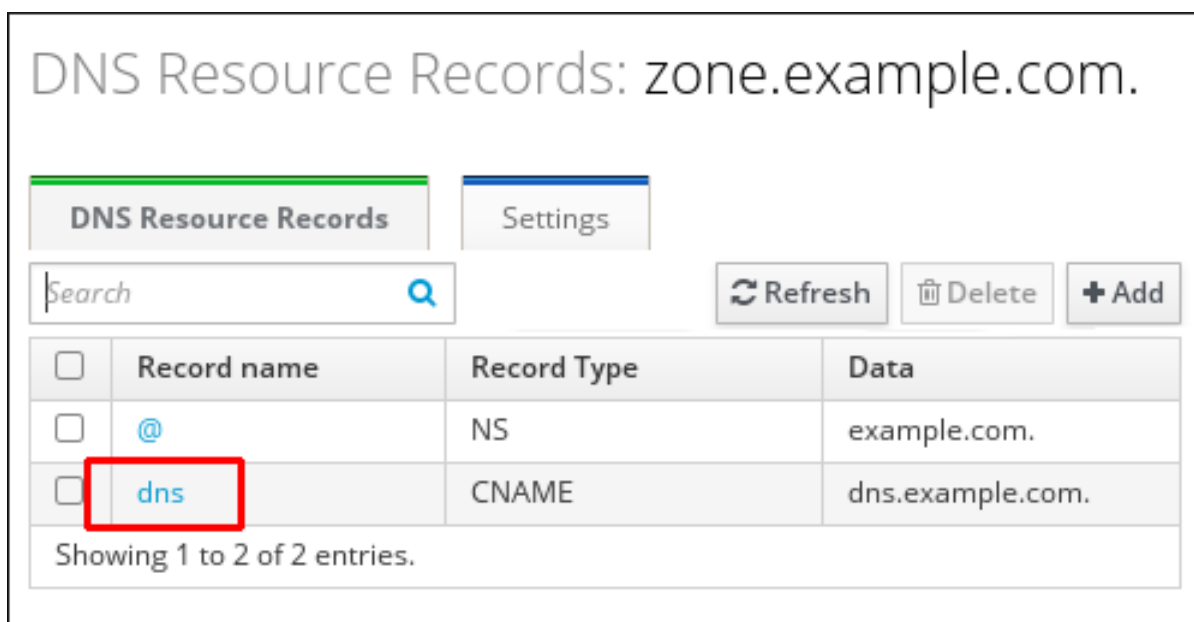 DNS Resource Records: zone.example.com.
DNS Resource Records Settings
Search Refresh Delete Add
Record name Record Type Data
@ NS example.com.
dns CNAME dns.example.com.
Showing 1 to 2 of 2 entries.